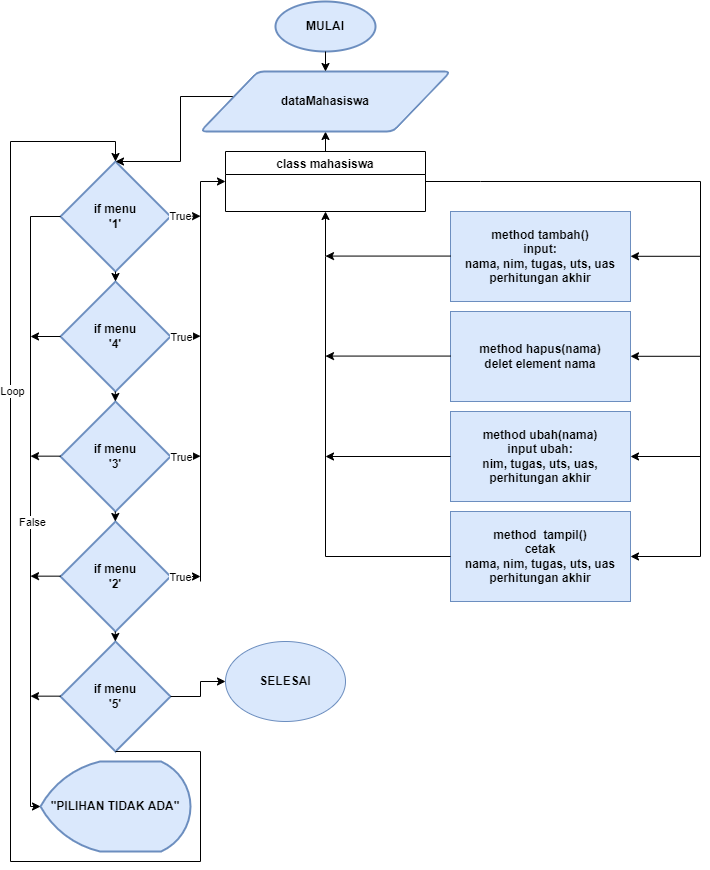 MULAI
dataMahasiswa
class mahasiswa
if menu
'1'
True
method tambah()
input:
nama, nim, tugas, uts, uas
perhitungan akhir
if menu
'4'
True
method hapus(nama)
delet element nama
Loop
if menu
'3'
True
method ubah(nama)
input ubah:
nim, tugas, uts, uas,
perhitungan akhir
False
if menu
'2'
True
method  tampil()
cetak
nama, nim, tugas, uts, uas
perhitungan akhir
if menu
'5'
SELESAI
"PILIHAN TIDAK ADA"